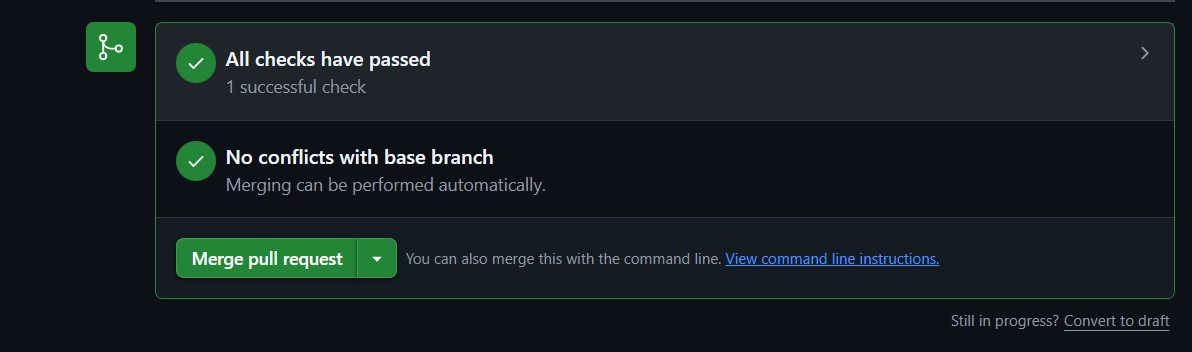 All checks have passed
1 successful check
No conflicts with base branch
Merging can be performed automatically.
Merge pull request
You can also merge this with the command line. View command line instructions.
Still in progress? Convert to draft